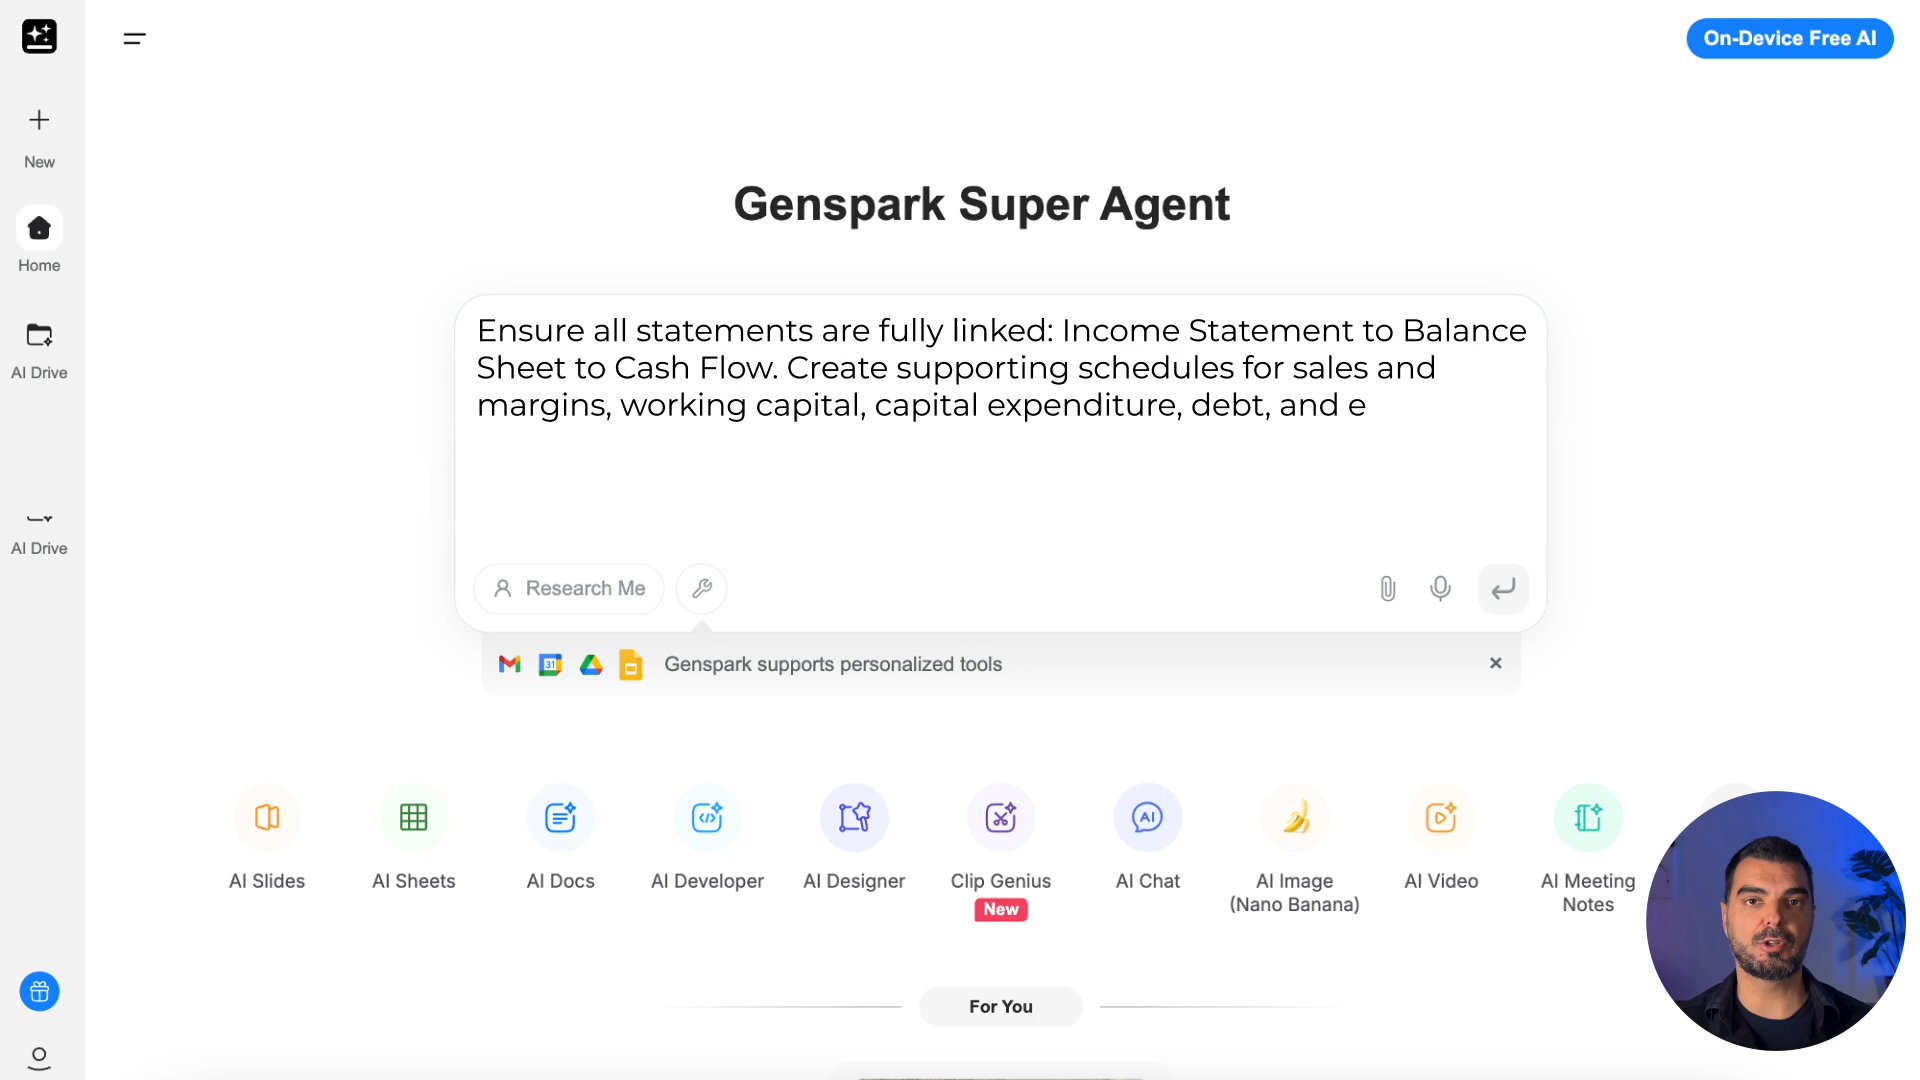 On-Device Free AI
New
Home
AI Drive
AI Drive
Genspark Super Agent
Ensure all statements are fully linked: Income Statement to Balance
Sheet to Cash Flow. Create supporting schedules for sales and
margins, working capital, capital expenditure, debt, and e
Research Me
31
Genspark supports personalized tools
AI Slides
AI Sheets
AI Docs
AI Developer
AI Designer
Clip Genius
New
AI
AI Chat
AI Image
(Nano Banana)
AI Video
AI Meeting
Notes
For You